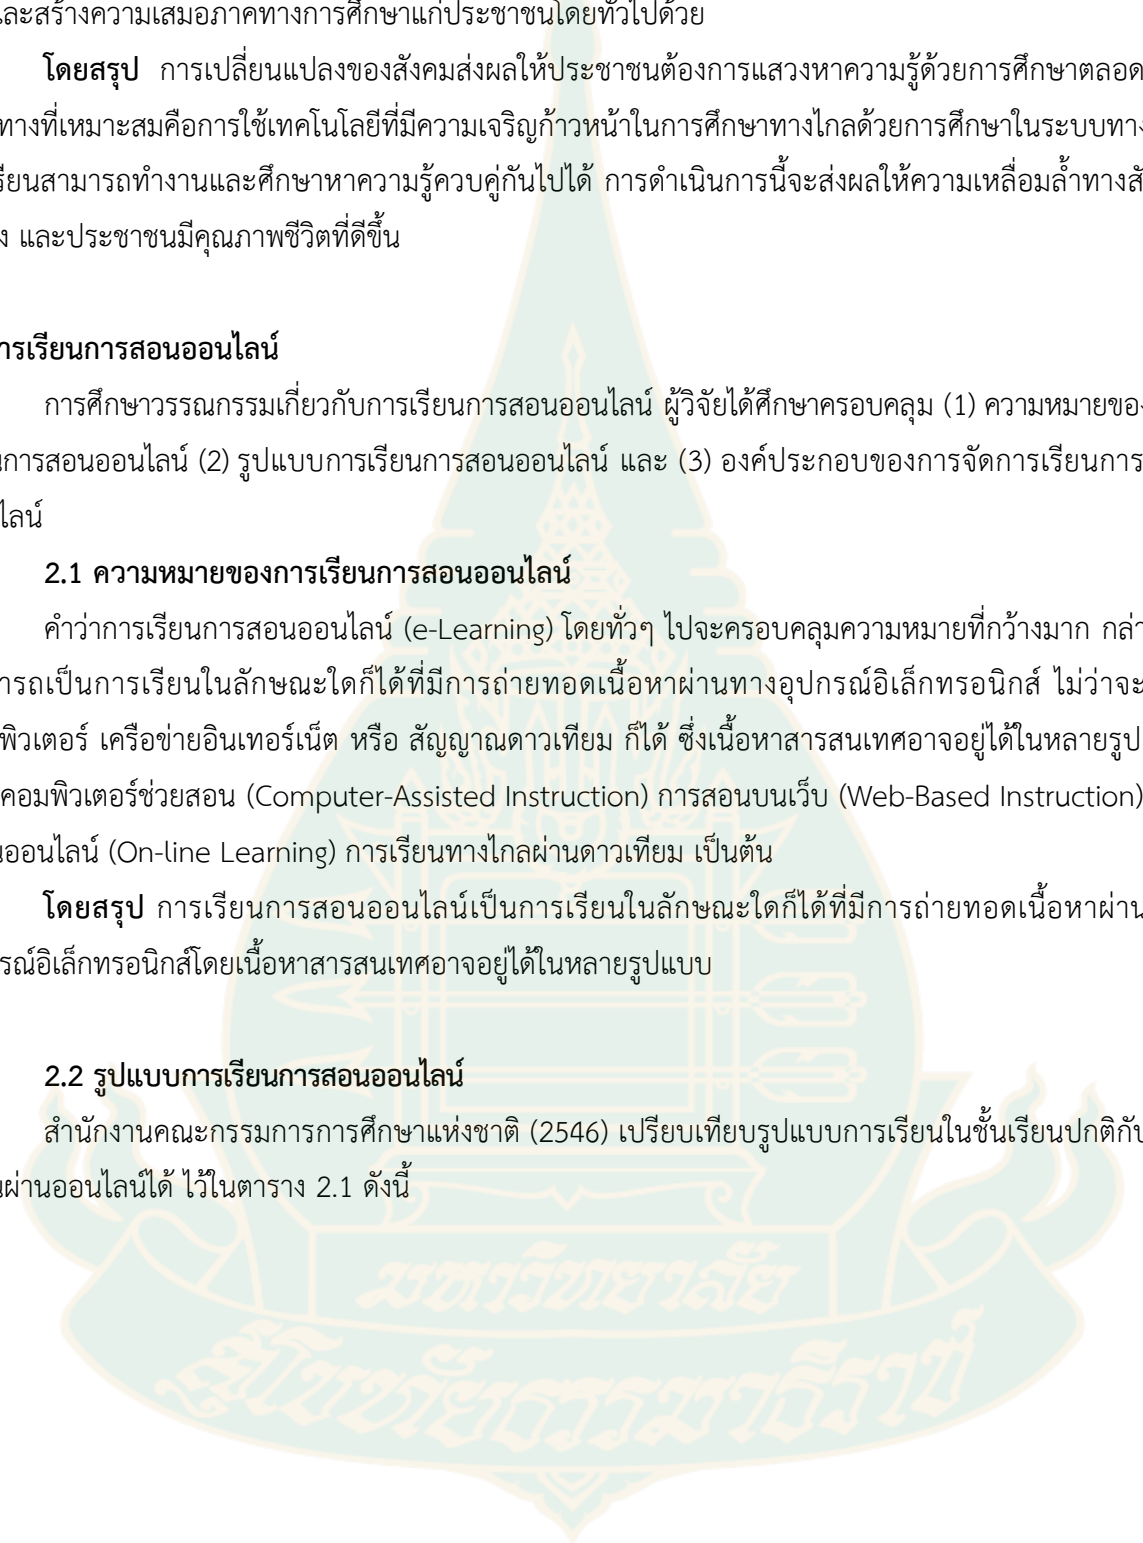 และสร้างความเสมอภาคทางการศึกษาแก่ประชาชนโดยทั่วไปด้วย
โดยสรุป การเปลี่ยนแปลงของสังคมส่งผลให้ประชาชนต้องการแสวงหาความรู้ด้วยการศึกษาตลอด
ทางที่เหมาะสมคือการใช้เทคโนโลยีที่มีความเจริญก้าวหน้าในการศึกษาทางไกลด้วยการศึกษาในระบบทาง
รียนสามารถทำงานและศึกษาหาความรู้ควบคู่กันไปได้ การดำเนินการนี้จะส่งผลให้ความเหลื่อมล้ำทางสั
ง และประชาชนมีคุณภาพชีวิตที่ดีขึ้น
ารเรียนการสอนออนไลน์
การศึกษาวรรณกรรมเกี่ยวกับการเรียนการสอนออนไลน์ ผู้วิจัยได้ศึกษาครอบคลุม (1) ความหมายของ
นการสอนออนไลน์ (2) รูปแบบการเรียนการสอนออนไลน์ และ (3) องค์ประกอบของการจัดการเรียนการ
ไลน์
2.1 ความหมายของการเรียนการสอนออนไลน์
คำว่าการเรียนการสอนออนไลน์ (e-Learning) โดยทั่วๆ ไปจะครอบคลุมความหมายที่กว้างมาก กล่า
ารถเป็นการเรียนในลักษณะใดก็ได้ที่มีการถ่ายทอดเนื้อหาผ่านทางอุปกรณ์อิเล็กทรอนิกส์ ไม่ว่าจะ
พิวเตอร์ เครือข่ายอินเทอร์เน็ต หรือ สัญญาณดาวเทียม ก็ได้ ซึ่งเนื้อหาสารสนเทศอาจอยู่ได้ในหลายรูป
คอมพิวเตอร์ช่วยสอน (Computer-Assisted Instruction) การสอนบนเว็บ (Web-Based Instruction)
นออนไลน์ (On-line Learning) การเรียนทางไกลผ่านดาวเทียม เป็นต้น
โดยสรุป การเรียนการสอนออนไลน์เป็นการเรียนในลักษณะใดก็ได้ที่มีการถ่ายทอดเนื้อหาผ่าน
รณ์อิเล็กทรอนิกส์โดยเนื้อหาสารสนเทศอาจอยู่ได้ในหลายรูปแบบ
2.2 รูปแบบการเรียนการสอนออนไลน์
สำนักงานคณะกรรมการการศึกษาแห่งชาติ (2546) เปรียบเทียบรูปแบบการเรียนในชั้นเรียนปกติกับ
นผ่านออนไลน์ได้ ไว้ในตาราง 2.1 ดังนี้
มหาวิทยาลัย
สุโขทัยธรรมาธิราช